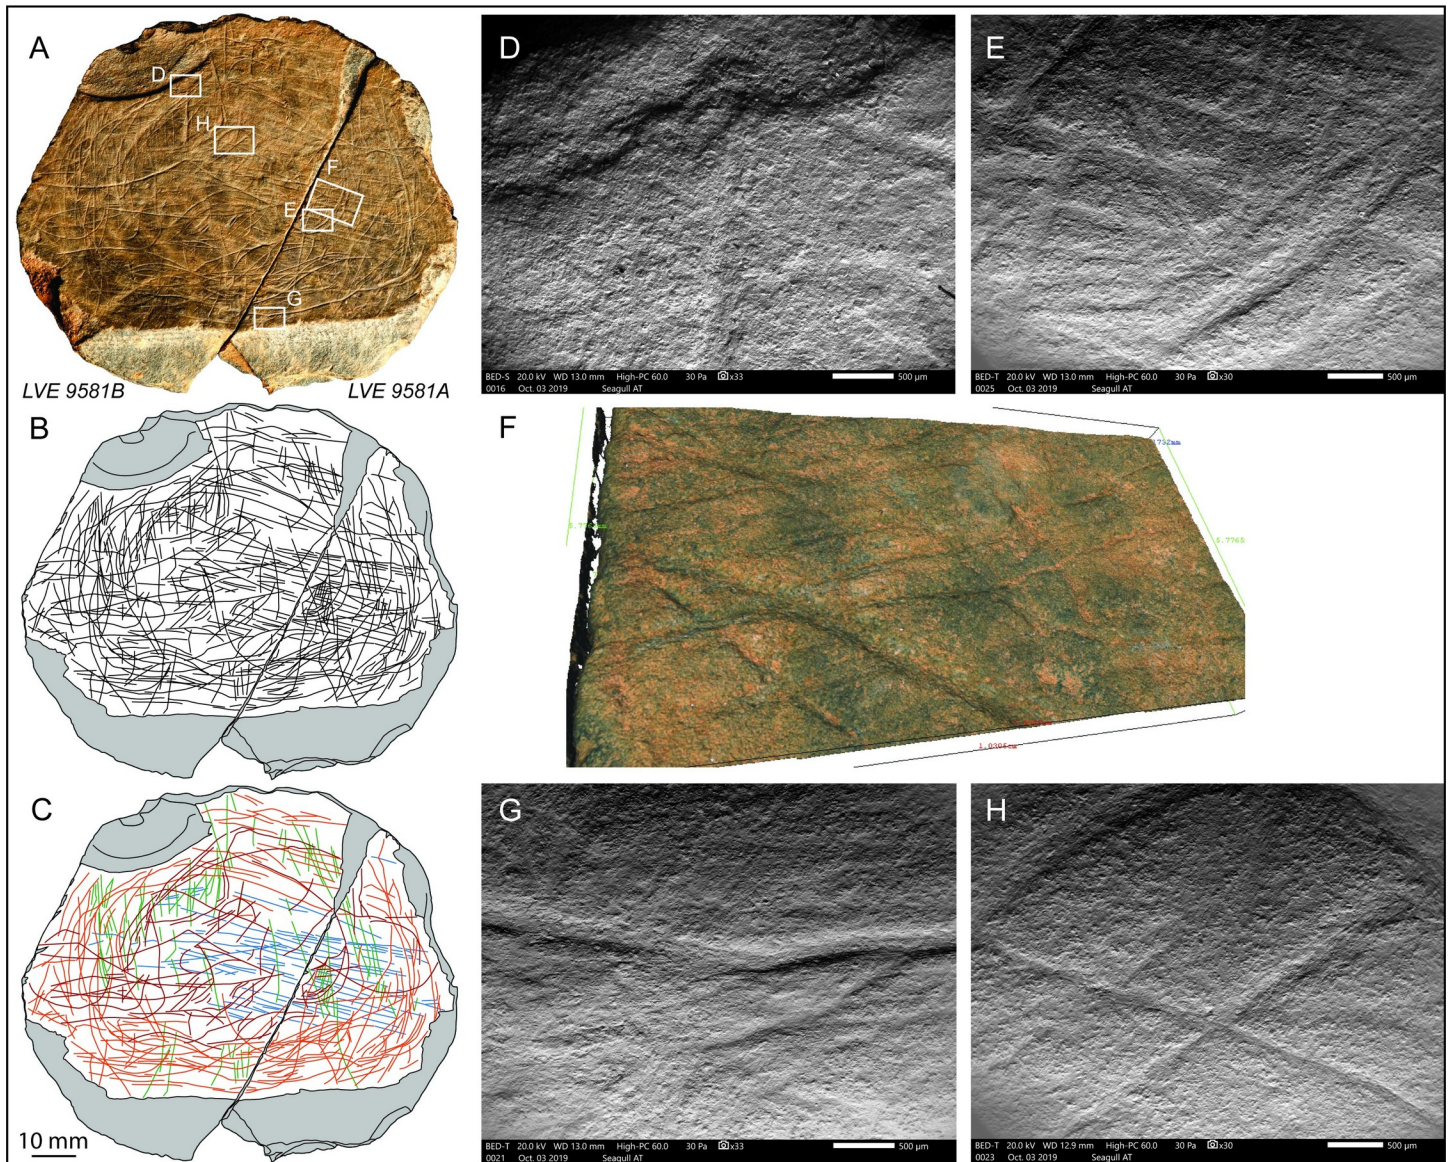 A
D
H
F
E
G
LVE 9581B
LVE 9581A
B
C
10 mm
D
BED-S 20.0 kV WD 13.0 mm High-PC 60.0 30 Pa x33 500 μm
0016 Oct. 03 2019 Seagull AT
E
BED-T 20.0 kV WD 13.0 mm High-PC 60.0 30 Pa x30 500 μm
0025 Oct. 03 2019 Seagull AT
F
G
BED-T 20.0 kV WD 13.0 mm High-PC 60.0 30 Pa x33 500 μm
0021 Oct. 03 2019 Seagull AT
H
BED-T 20.0 kV WD 12.9 mm High-PC 60.0 30 Pa x30 500 μm
0023 Oct. 03 2019 Seagull AT